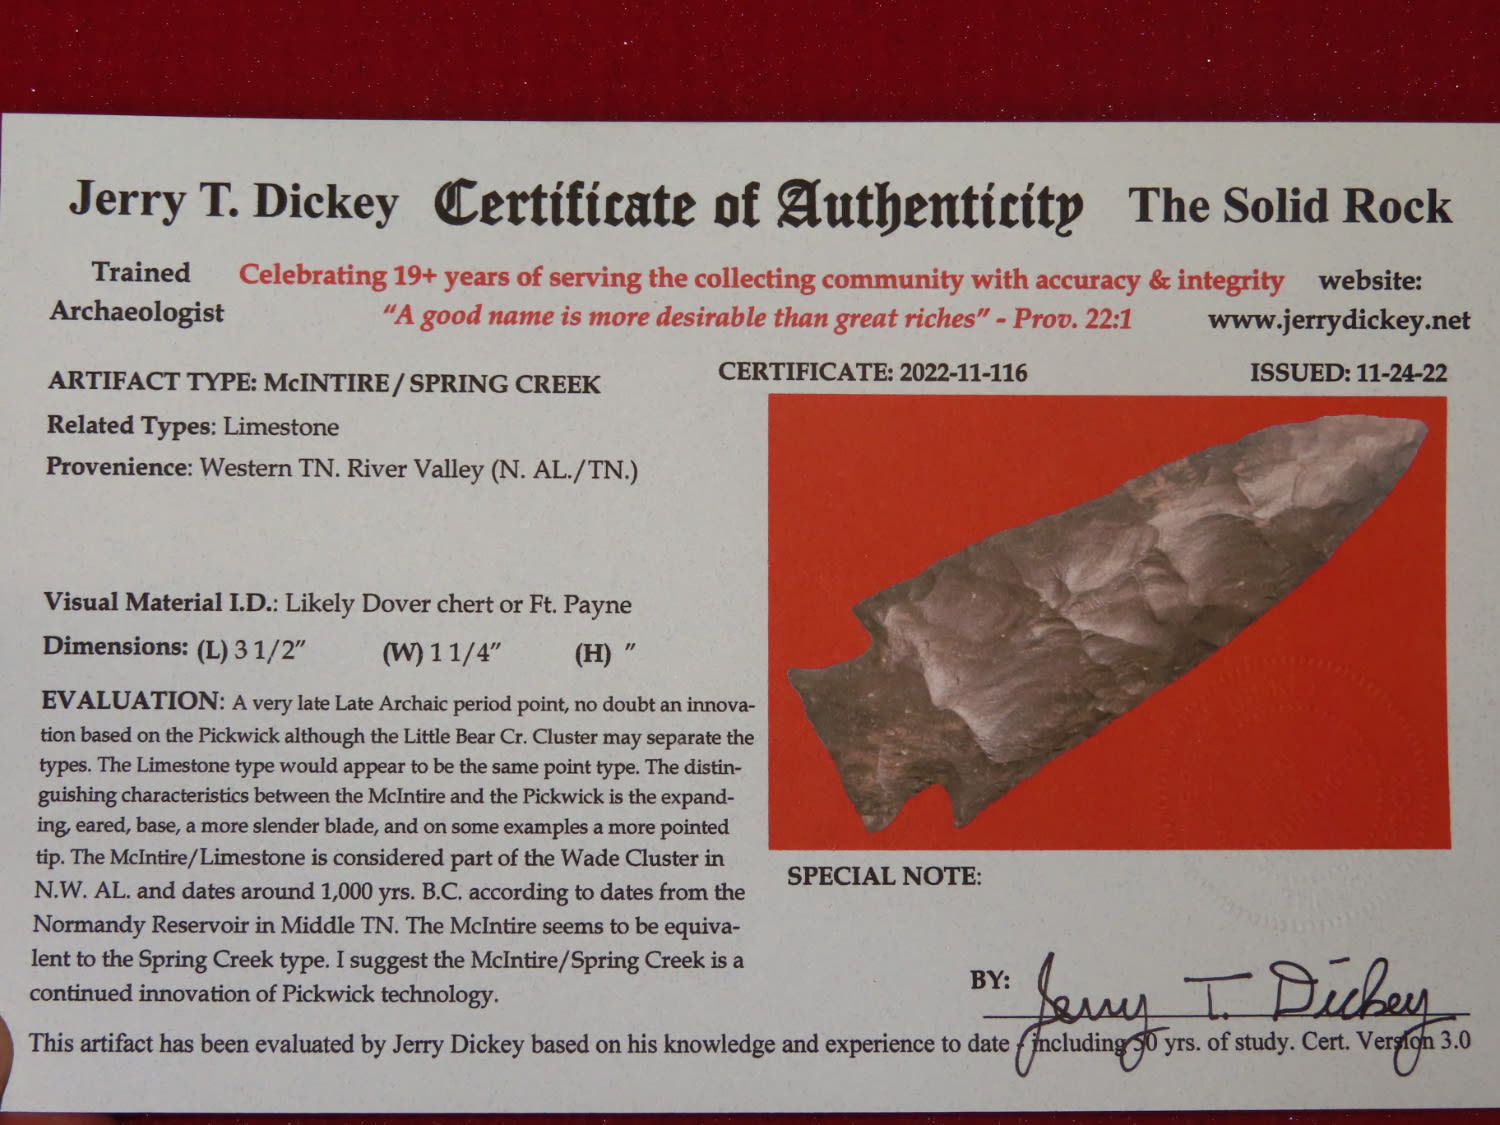 Jerry T. Dickey Certificate of Authenticity The Solid Rock
Trained Archaeologist
Celebrating 19+ years of serving the collecting community with accuracy & integrity
"A good name is more desirable than great riches" - Prov. 22:1
website:
www.jerrydickey.net
ARTIFACT TYPE: McINTIRE / SPRING CREEK
CERTIFICATE: 2022-11-116
ISSUED: 11-24-22
Related Types: Limestone
Provenience: Western TN. River Valley (N. AL./TN.)
Visual Material I.D.: Likely Dover chert or Ft. Payne
Dimensions: (L) 3 1/2" (W) 1 1/4" (H) "
EVALUATION: A very late Late Archaic period point, no doubt an innova-
tion based on the Pickwick although the Little Bear Cr. Cluster may separate the
types. The Limestone type would appear to be the same point type. The distin-
guishing characteristics between the McIntire and the Pickwick is the expand-
ing, eared, base, a more slender blade, and on some examples a more pointed
tip. The McIntire/Limestone is considered part of the Wade Cluster in
N.W. AL. and dates around 1,000 yrs. B.C. according to dates from the
Normandy Reservoir in Middle TN. The McIntire seems to be equiva-
lent to the Spring Creek type. I suggest the McIntire/Spring Creek is a
continued innovation of Pickwick technology.
SPECIAL NOTE:
BY: Jerry T. Dickey
This artifact has been evaluated by Jerry Dickey based on his knowledge and experience to date - including 50 yrs. of study. Cert. Version 3.0